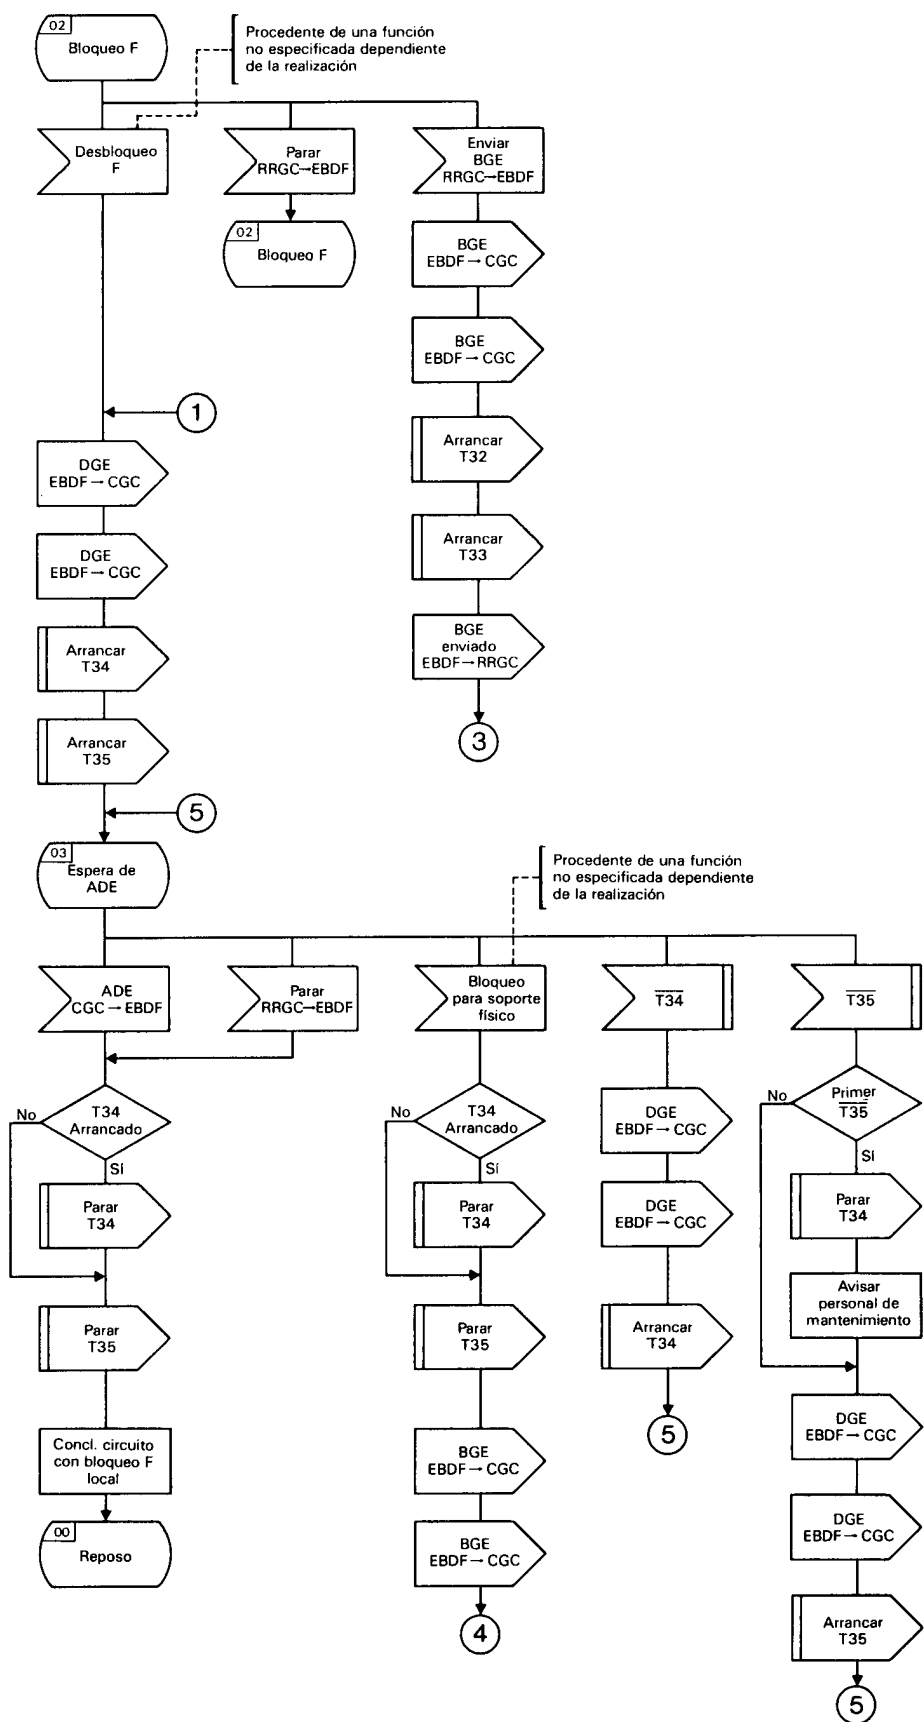 02
Bloqueo F
Procedente de una función
no especificada dependiente
de la realización
Desbloqueo
F
Parar
RRGC→EBDF
02
Bloqueo F
Enviar
BGE
RRGC→EBDF
BGE
EBDF→CGC
BGE
EBDF→CGC
Arrancar
T32
Arrancar
T33
BGE
enviado
EBDF→RRGC
3
1
DGE
EBDF→CGC
DGE
EBDF→CGC
Arrancar
T34
Arrancar
T35
5
03
Espera de
ADE
Procedente de una función
no especificada dependiente
de la realización
ADE
CGC→EBDF
Parar
RRGC→EBDF
Bloqueo
para soporte
físico
T34
T35
No
T34
Arrancado
Sí
Parar
T34
Parar
T35
Concl. circuito
con bloqueo F
local
00
Reposo
No
T34
Arrancado
Sí
Parar
T34
Parar
T35
BGE
EBDF→CGC
BGE
EBDF→CGC
4
DGE
EBDF→CGC
DGE
EBDF→CGC
Arrancar
T34
5
No
Primer
T35
Sí
Parar
T34
Avisar
personal de
mantenimiento
DGE
EBDF→CGC
DGE
EBDF→CGC
Arrancar
T35
5